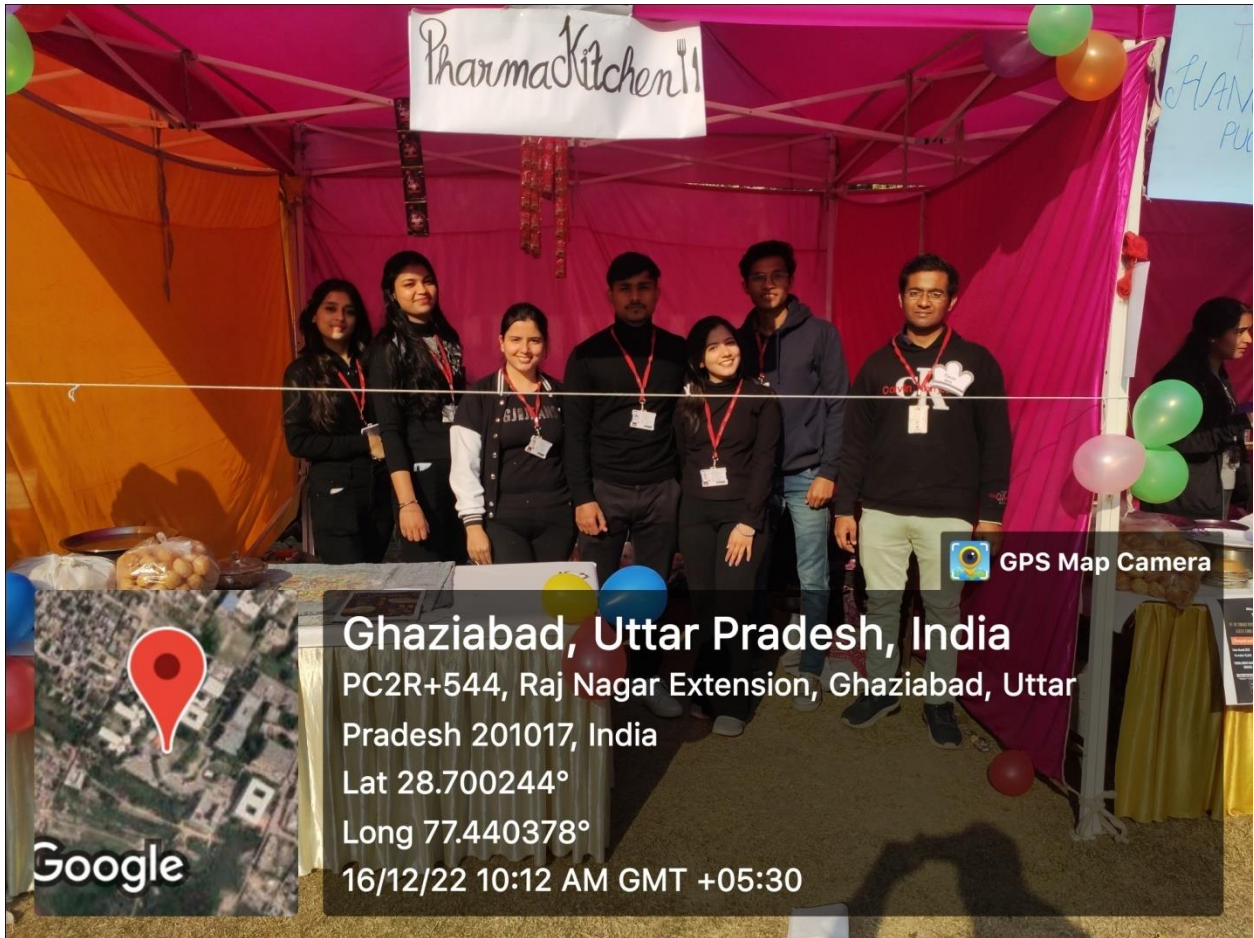 PharmaKitchen
HAN
GPS Map Camera
Ghaziabad, Uttar Pradesh, India
PC2R+544, Raj Nagar Extension, Ghaziabad, Uttar
Pradesh 201017, India
Lat 28.700244°
Long 77.440378°
16/12/22 10:12 AM GMT +05:30
Google